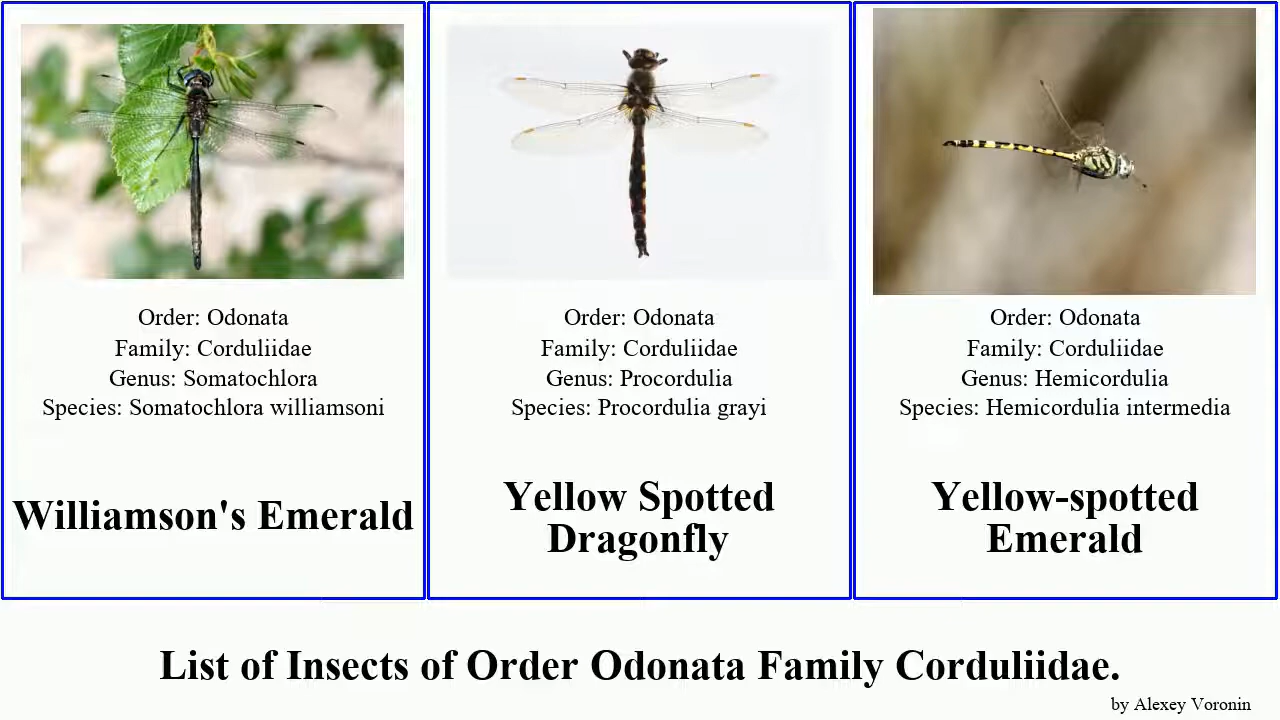 Order: Odonata
Family: Corduliidae
Genus: Somatochlora
Species: Somatochlora williamsoni
Williamson's Emerald
Order: Odonata
Family: Corduliidae
Genus: Procordulia
Species: Procordulia grayi
Yellow Spotted
Dragonfly
Order: Odonata
Family: Corduliidae
Genus: Hemicordulia
Species: Hemicordulia intermedia
Yellow-spotted
Emerald
List of Insects of Order Odonata Family Corduliidae.
by Alexey Voronin